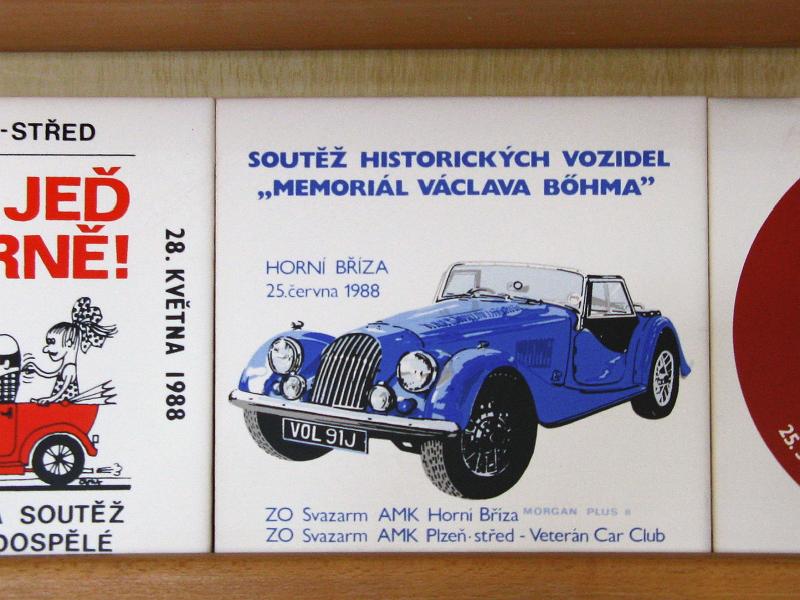 -STŘED
JEĎ
RNĚ!
28. KVĚTNA 1988
A SOUTĚŽ
DOSPĚLÉ
SOUTĚŽ HISTORICKÝCH VOZIDEL
„MEMORIÁL VÁCLAVA BŐHMA”
HORNÍ BŘÍZA
25.června 1988
VOL 91J
ZO Svazarm AMK Horní Bříza MORGAN PLUS 8
ZO Svazarm AMK Plzeň-střed - Veterán Car Club
25.